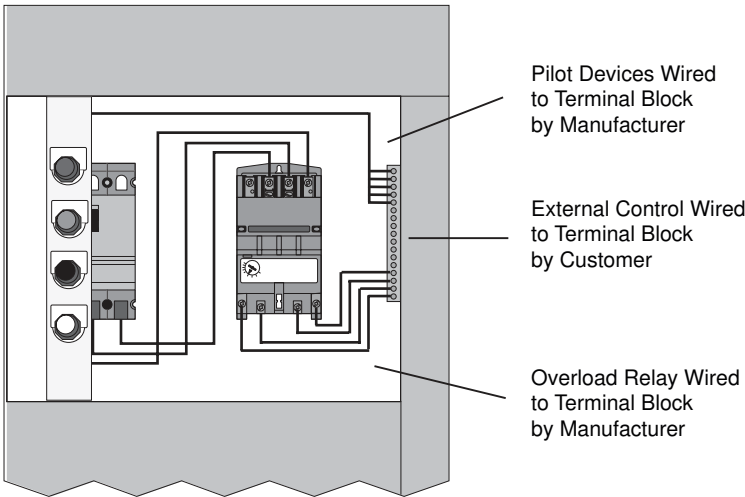 Pilot Devices Wired
to Terminal Block
by Manufacturer
External Control Wired
to Terminal Block
by Customer
Overload Relay Wired
to Terminal Block
by Manufacturer